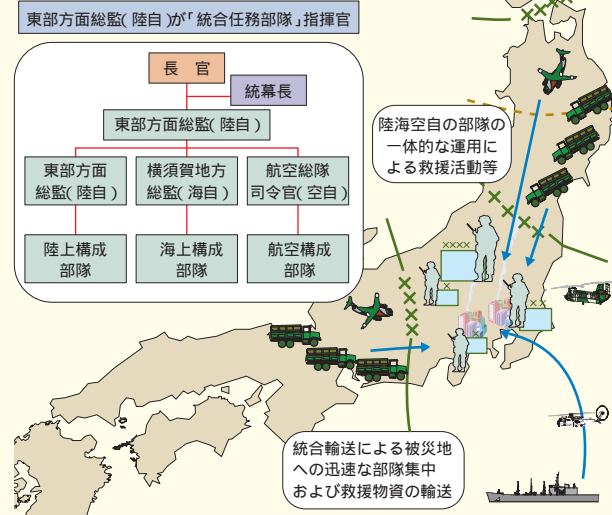 東部方面総監(陸自)が「統合任務部隊」指揮官
長 官
統幕長
東部方面総監(陸自)
東部方面
総監(陸自)
横須賀地方
総監(海自)
航空総隊
司令官(空自)
陸上構成
部隊
海上構成
部隊
航空構成
部隊
陸海空自の部隊の
一体的な運用に
よる救援活動等
統合輸送による被災地
への迅速な部隊集中
および救援物資の輸送